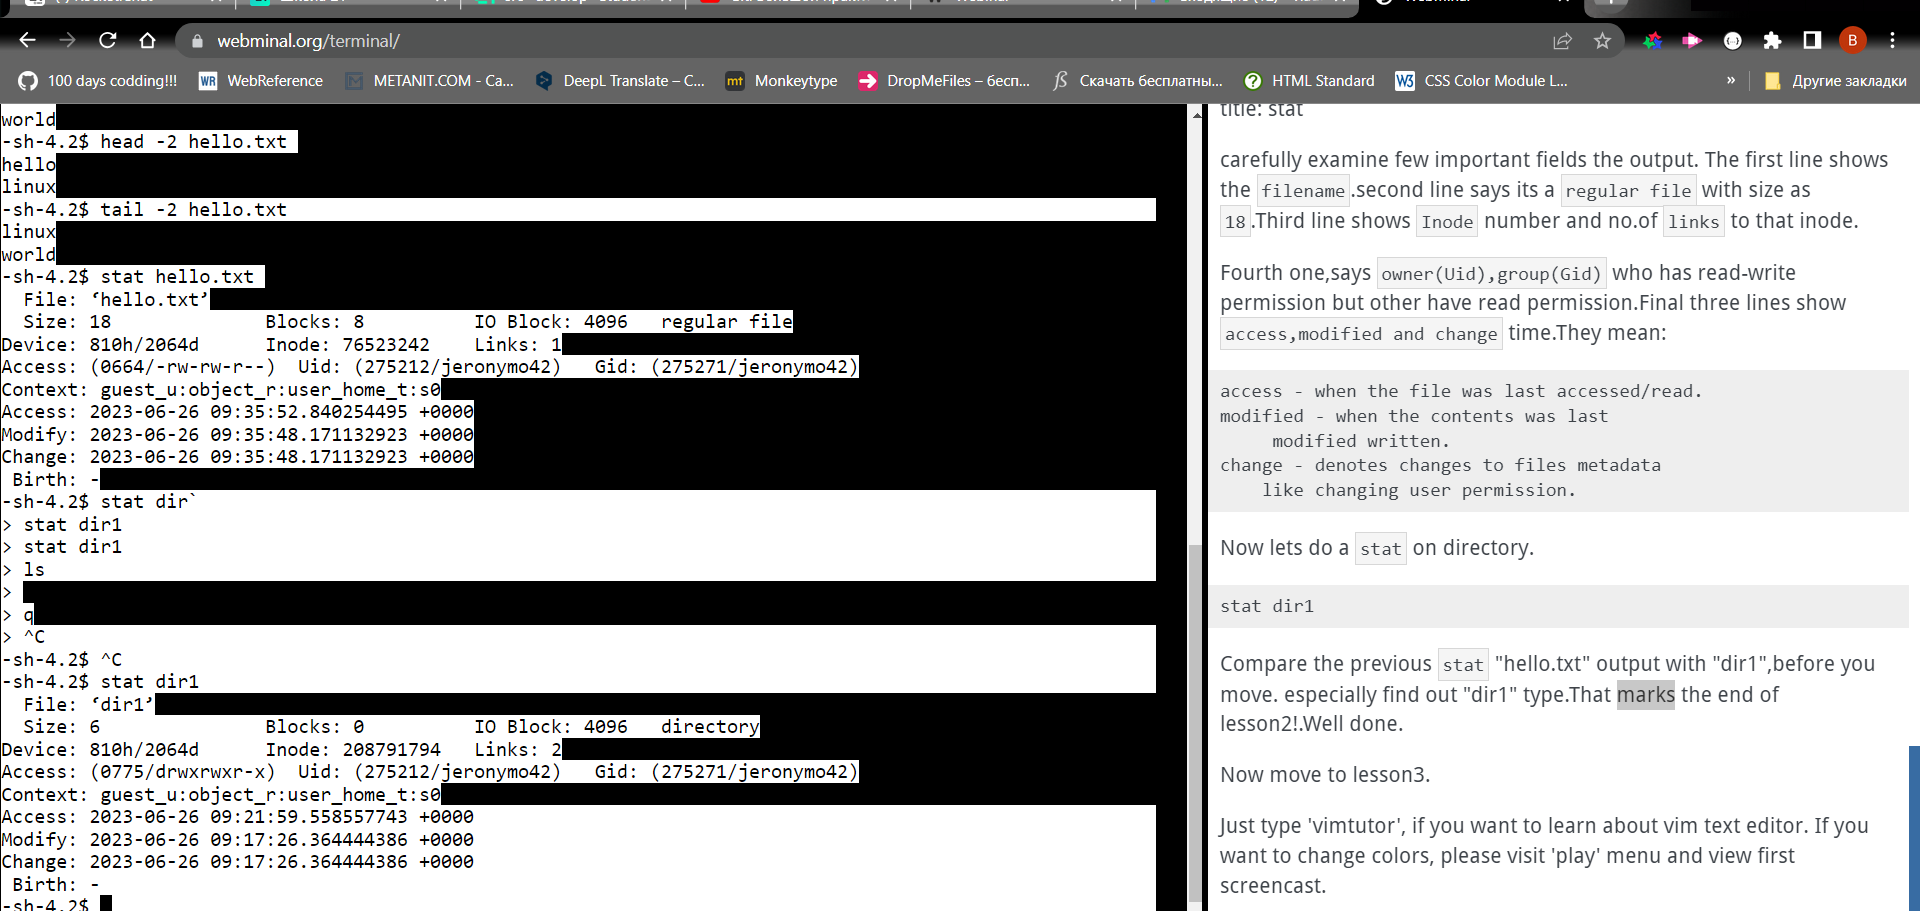 webminal.org/terminal/
B
100 days codding!!!
WebReference
METANIT.COM - Ca...
DeepL Translate – C...
Monkeytype
DropMeFiles – бесп...
Скачать бесплатны...
HTML Standard
CSS Color Module L...
»
Другие закладки
world
-sh-4.2$ head -2 hello.txt
hello
linux
-sh-4.2$ tail -2 hello.txt
linux
world
-sh-4.2$ stat hello.txt
File: ‘hello.txt’
Size: 18 Blocks: 8 IO Block: 4096 regular file
Device: 810h/2064d Inode: 76523242 Links: 1
Access: (0664/-rw-rw-r--) Uid: (275212/jeronymo42) Gid: (275271/jeronymo42)
Context: guest_u:object_r:user_home_t:s0
Access: 2023-06-26 09:35:52.840254495 +0000
Modify: 2023-06-26 09:35:48.171132923 +0000
Change: 2023-06-26 09:35:48.171132923 +0000
Birth: -
-sh-4.2$ stat dir`
> stat dir1
> stat dir1
> ls
>
> q
> ^C
-sh-4.2$ ^C
-sh-4.2$ stat dir1
File: ‘dir1’
Size: 6 Blocks: 0 IO Block: 4096 directory
Device: 810h/2064d Inode: 208791794 Links: 2
Access: (0775/drwxrwxr-x) Uid: (275212/jeronymo42) Gid: (275271/jeronymo42)
Context: guest_u:object_r:user_home_t:s0
Access: 2023-06-26 09:21:59.558557743 +0000
Modify: 2023-06-26 09:17:26.364444386 +0000
Change: 2023-06-26 09:17:26.364444386 +0000
Birth: -
-sh-4.2$
title: stat
carefully examine few important fields the output. The first line shows
the filename.second line says its a regular file with size as
18.Third line shows Inode number and no.of links to that inode.
Fourth one,says owner(Uid),group(Gid) who has read-write
permission but other have read permission.Final three lines show
access,modified and change time.They mean:
access - when the file was last accessed/read.
modified - when the contents was last
modified written.
change - denotes changes to files metadata
like changing user permission.
Now lets do a stat on directory.
stat dir1
Compare the previous stat "hello.txt" output with "dir1",before you
move. especially find out "dir1" type.That marks the end of
lesson2!.Well done.
Now move to lesson3.
Just type 'vimtutor', if you want to learn about vim text editor. If you
want to change colors, please visit 'play' menu and view first
screencast.